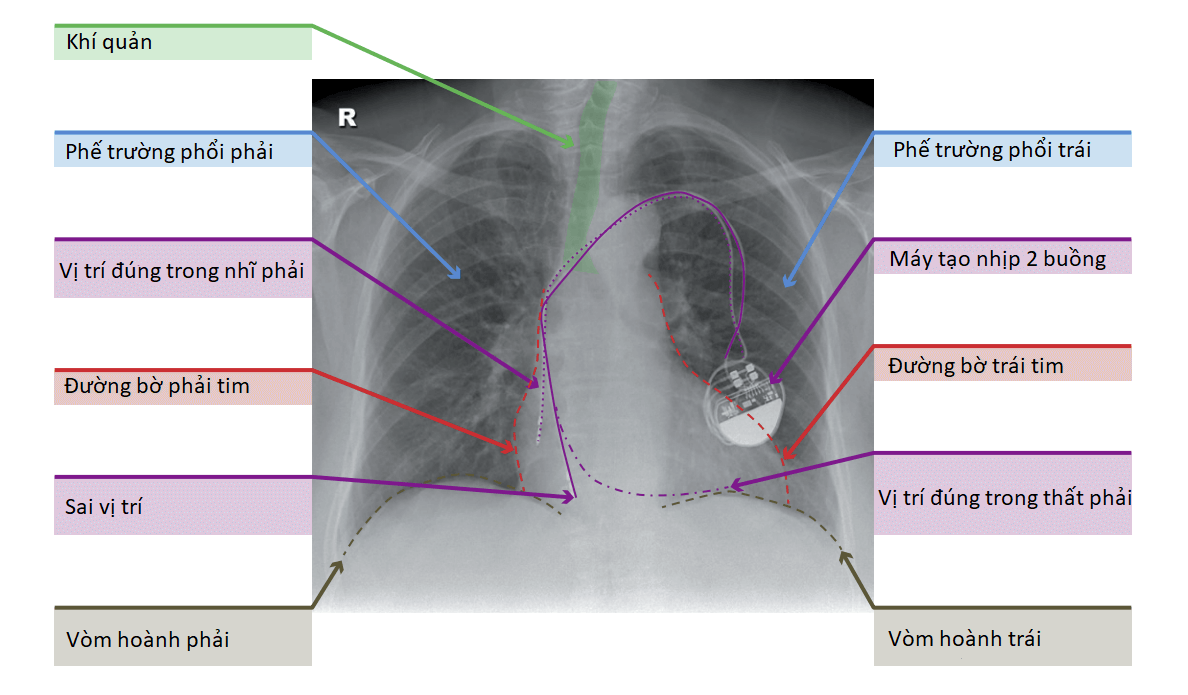 Khí quản
R
Phế trường phổi phải
Phế trường phổi trái
Vị trí đúng trong nhĩ phải
Máy tạo nhịp 2 buồng
Đường bờ phải tim
Đường bờ trái tim
Sai vị trí
Vị trí đúng trong thất phải
Vòm hoành phải
Vòm hoành trái